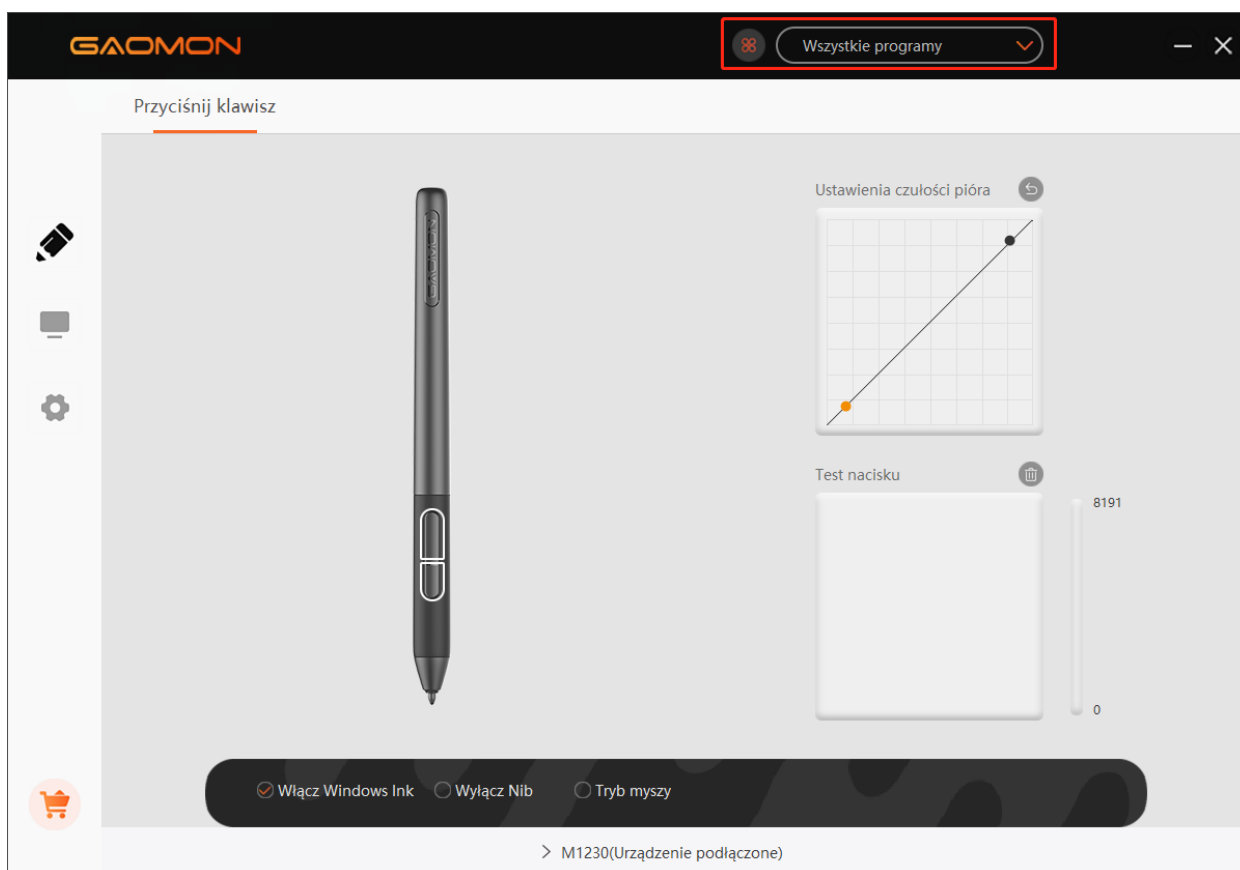 GAOMON
Wszystkie programy
Przyciśnij klawisz
Ustawienia czułości pióra
GAOMON
Test nacisku
8191
0
Włącz Windows Ink Wyłącz Nib Tryb myszy
M1230(Urządzenie podłączone)